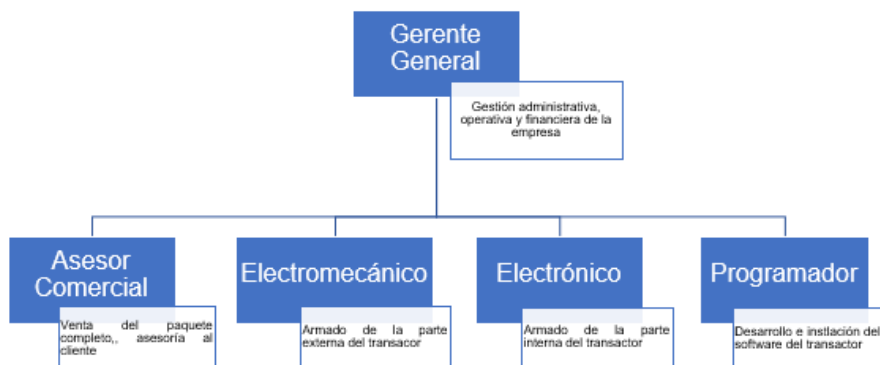 Gerente
General
Gestión administrativa,
operativa y financiera de la
empresa
Asesor
Comercial
Venta del paquete
completo,, asesoría al
cliente
Electromecánico
Armado de la parte
externa del transacor
Electrónico
Armado de la parte
interna del transactor
Programador
Desarrollo e instlación del
software del transactor